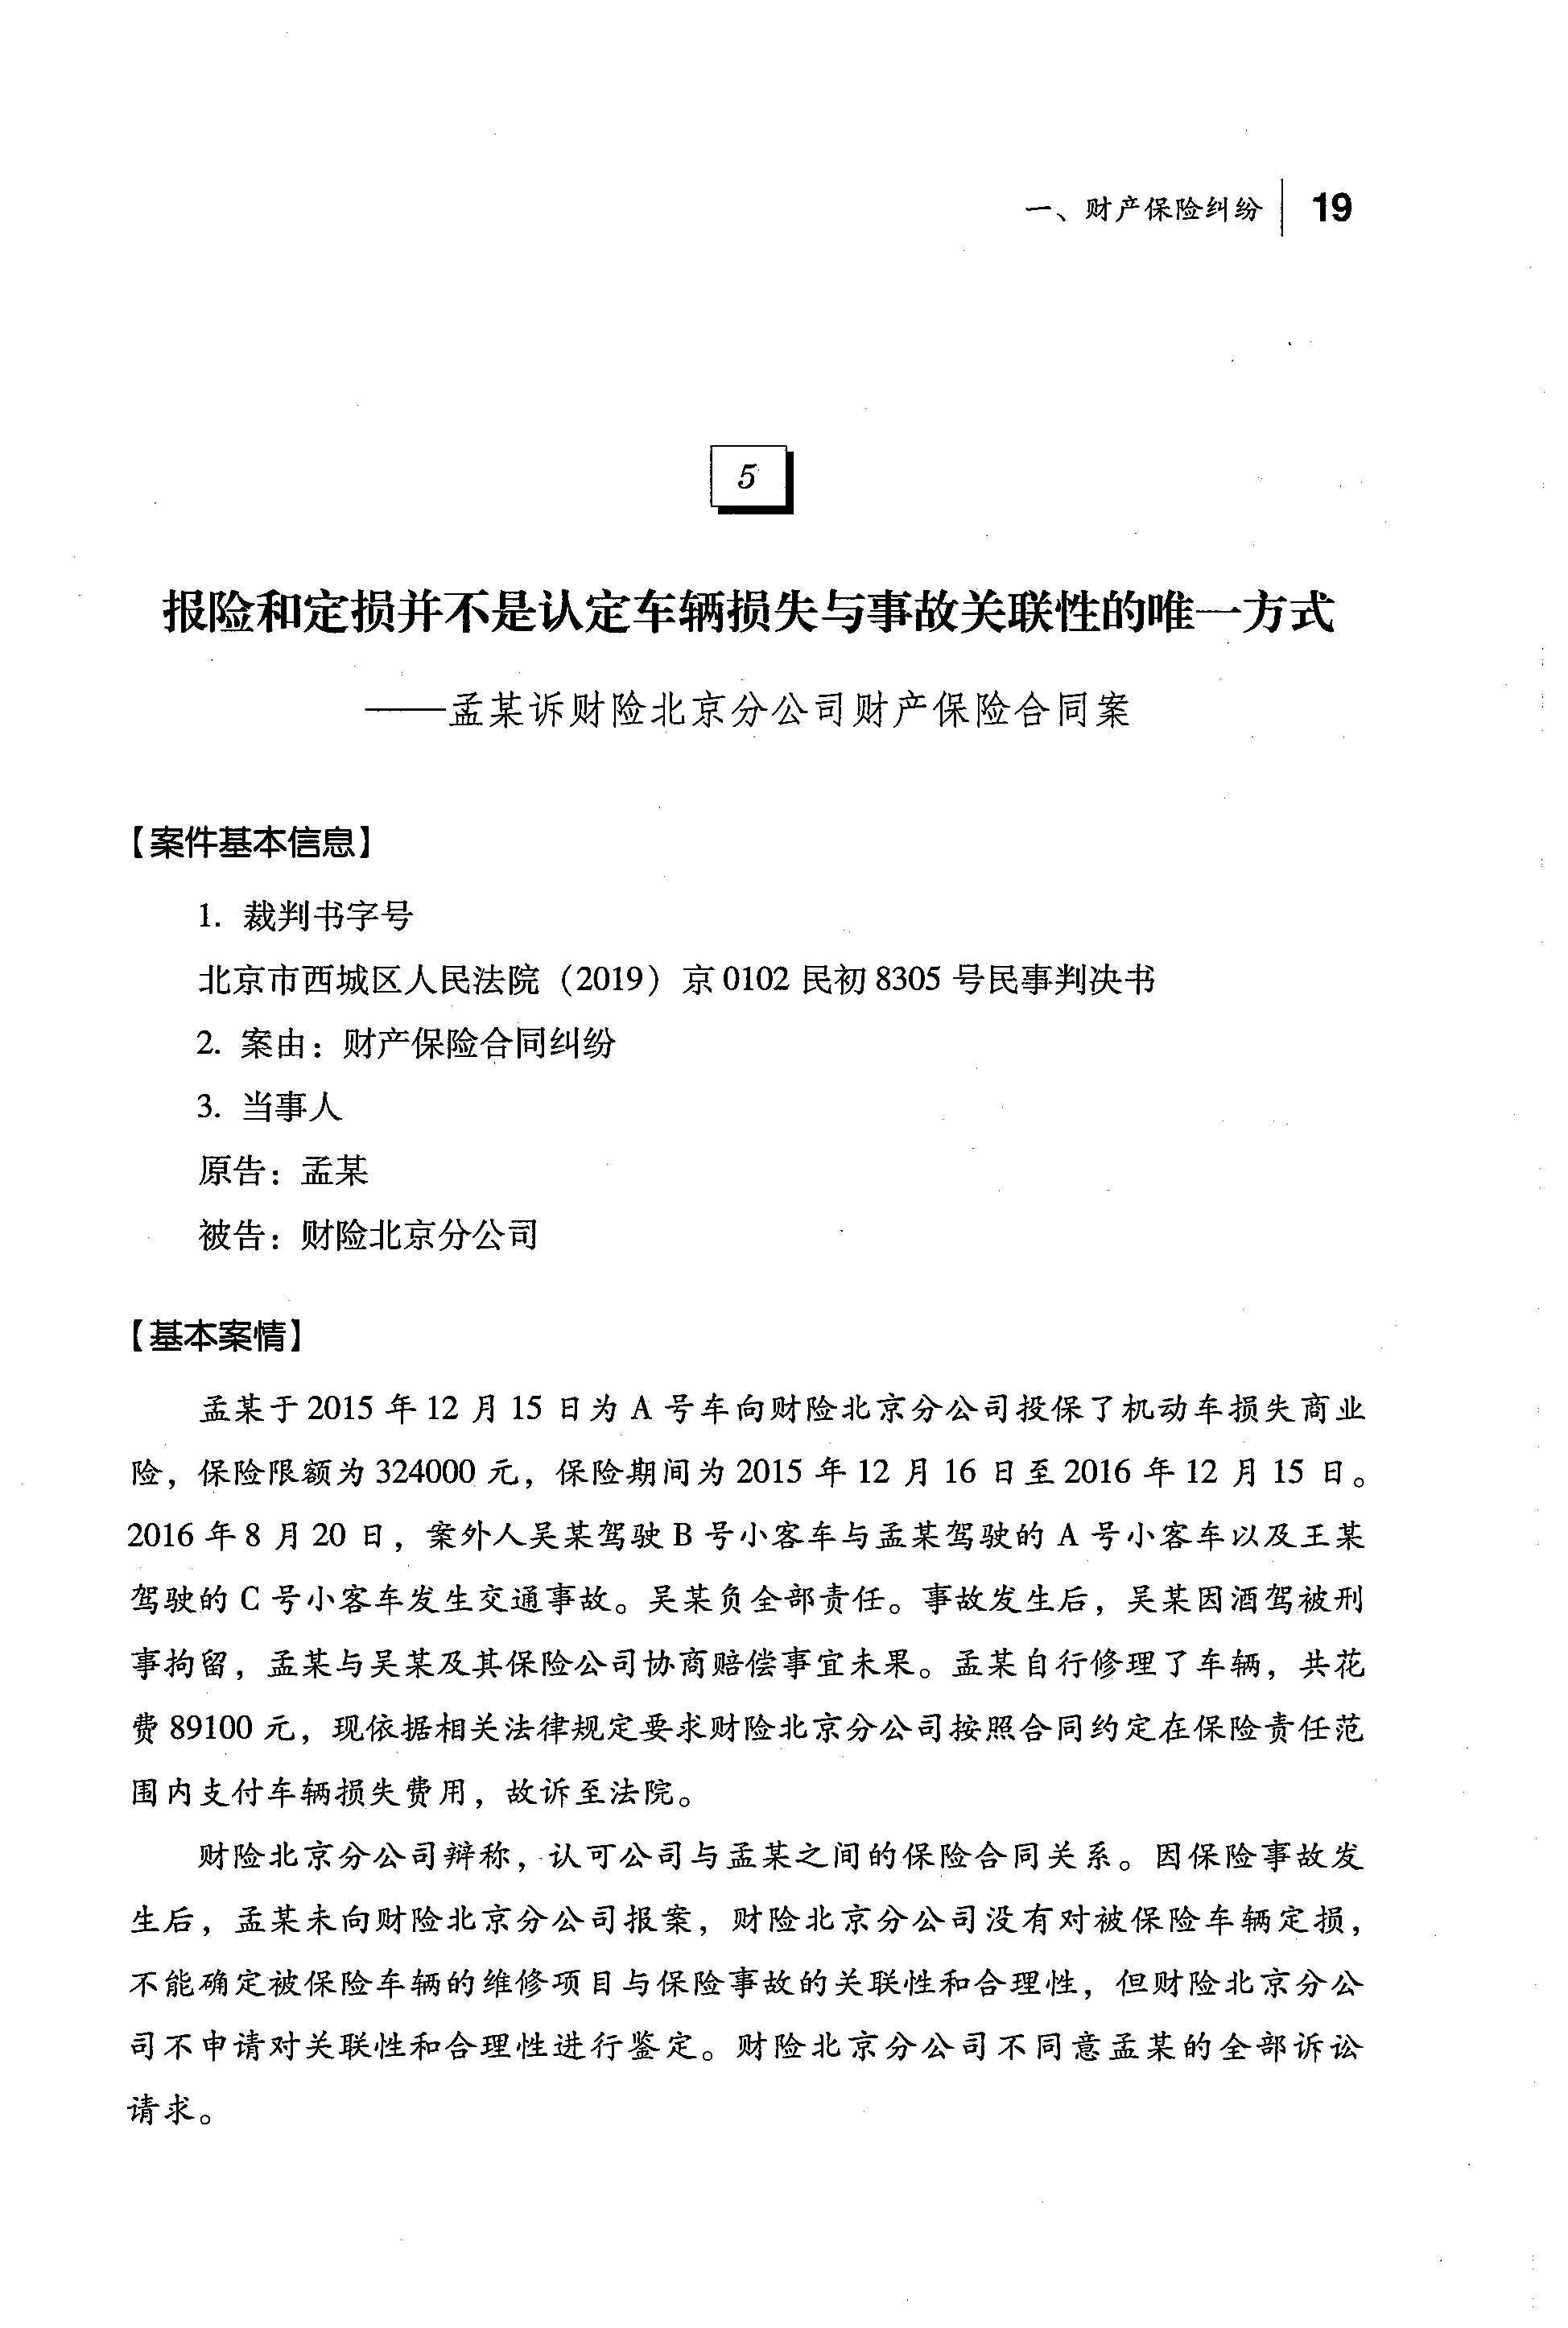 一、财产保险纠纷 19
5
报险和定损并不是认定车辆损失与事故关联性的唯一方式
——孟某诉财险北京分公司财产保险合同案
【案件基本信息】
1. 裁判书字号
北京市西城区人民法院（2019）京0102民初8305号民事判决书
2. 案由：财产保险合同纠纷
3. 当事人
原告：孟某
被告：财险北京分公司
【基本案情】
孟某于2015年12月15日为A号车向财险北京分公司投保了机动车损失商业
险，保险限额为324000元，保险期间为2015年12月16日至2016年12月15日。
2016年8月20日，案外人吴某驾驶B号小客车与孟某驾驶的A号小客车以及王某
驾驶的C号小客车发生交通事故。吴某负全部责任。事故发生后，吴某因酒驾被刑
事拘留，孟某与吴某及其保险公司协商赔偿事宜未果。孟某自行修理了车辆，共花
费89100元，现依据相关法律规定要求财险北京分公司按照合同约定在保险责任范
围内支付车辆损失费用，故诉至法院。
财险北京分公司辩称，认可公司与孟某之间的保险合同关系。因保险事故发
生后，孟某未向财险北京分公司报案，财险北京分公司没有对被保险车辆定损，
不能确定被保险车辆的维修项目与保险事故的关联性和合理性，但财险北京分公
司不申请对关联性和合理性进行鉴定。财险北京分公司不同意孟某的全部诉讼
请求。